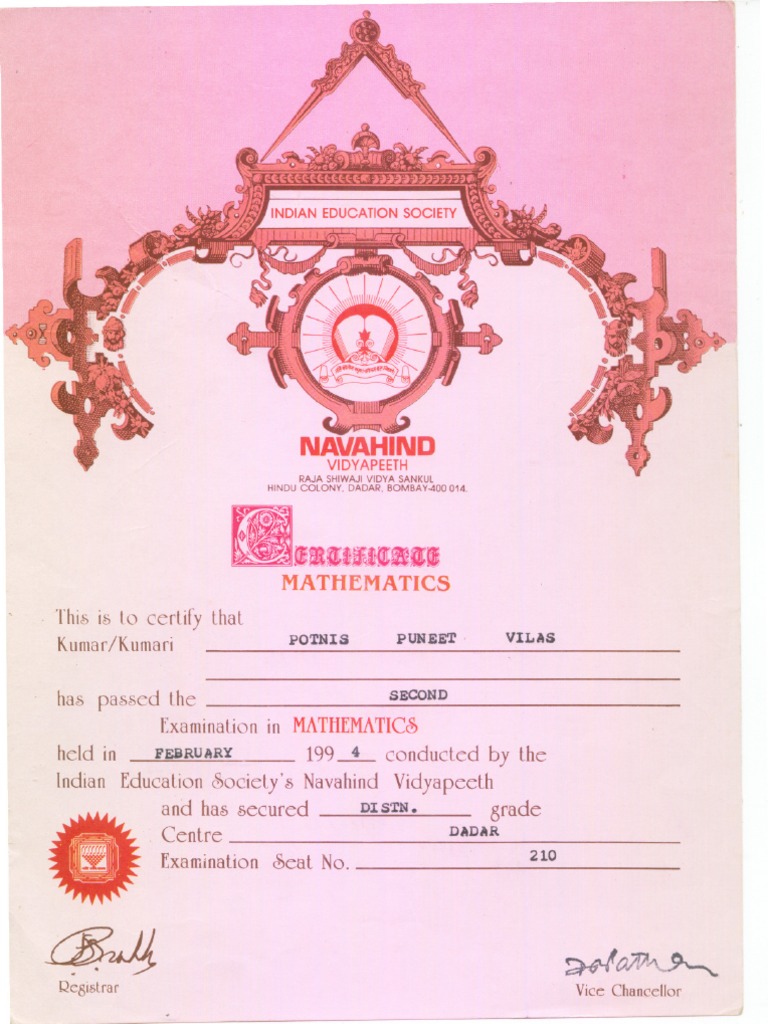 INDIAN EDUCATION SOCIETY
NAVAHIND
VIDYAPEETH
RAJA SHIWAJI VIDYA SANKUL
HINDU COLONY, DADAR, BOMBAY-400 014.
CERTIFICATE
MATHEMATICS
This is to certify that
Kumar/Kumari POTNIS PUNEET VILAS
has passed the SECOND
Examination in MATHEMATICS
held in FEBRUARY 1994 conducted by the
Indian Education Society's Navahind Vidyapeeth
and has secured DISTN. grade
Centre DADAR
Examination Seat No. 210
Registrar
Vice Chancellor